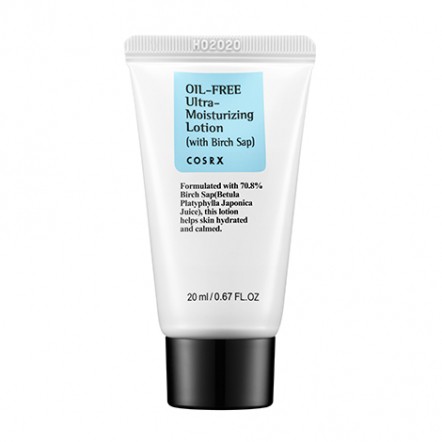 H02020
OIL-FREE
Ultra-
Moisturizing
Lotion
(with Birch Sap)
COSRX
Formulated with 70.8%
Birch Sap(Betula
Platyphylla Japonica
Juice), this lotion
helps skin hydrated
and calmed.
20 ml / 0.67 FL.OZ